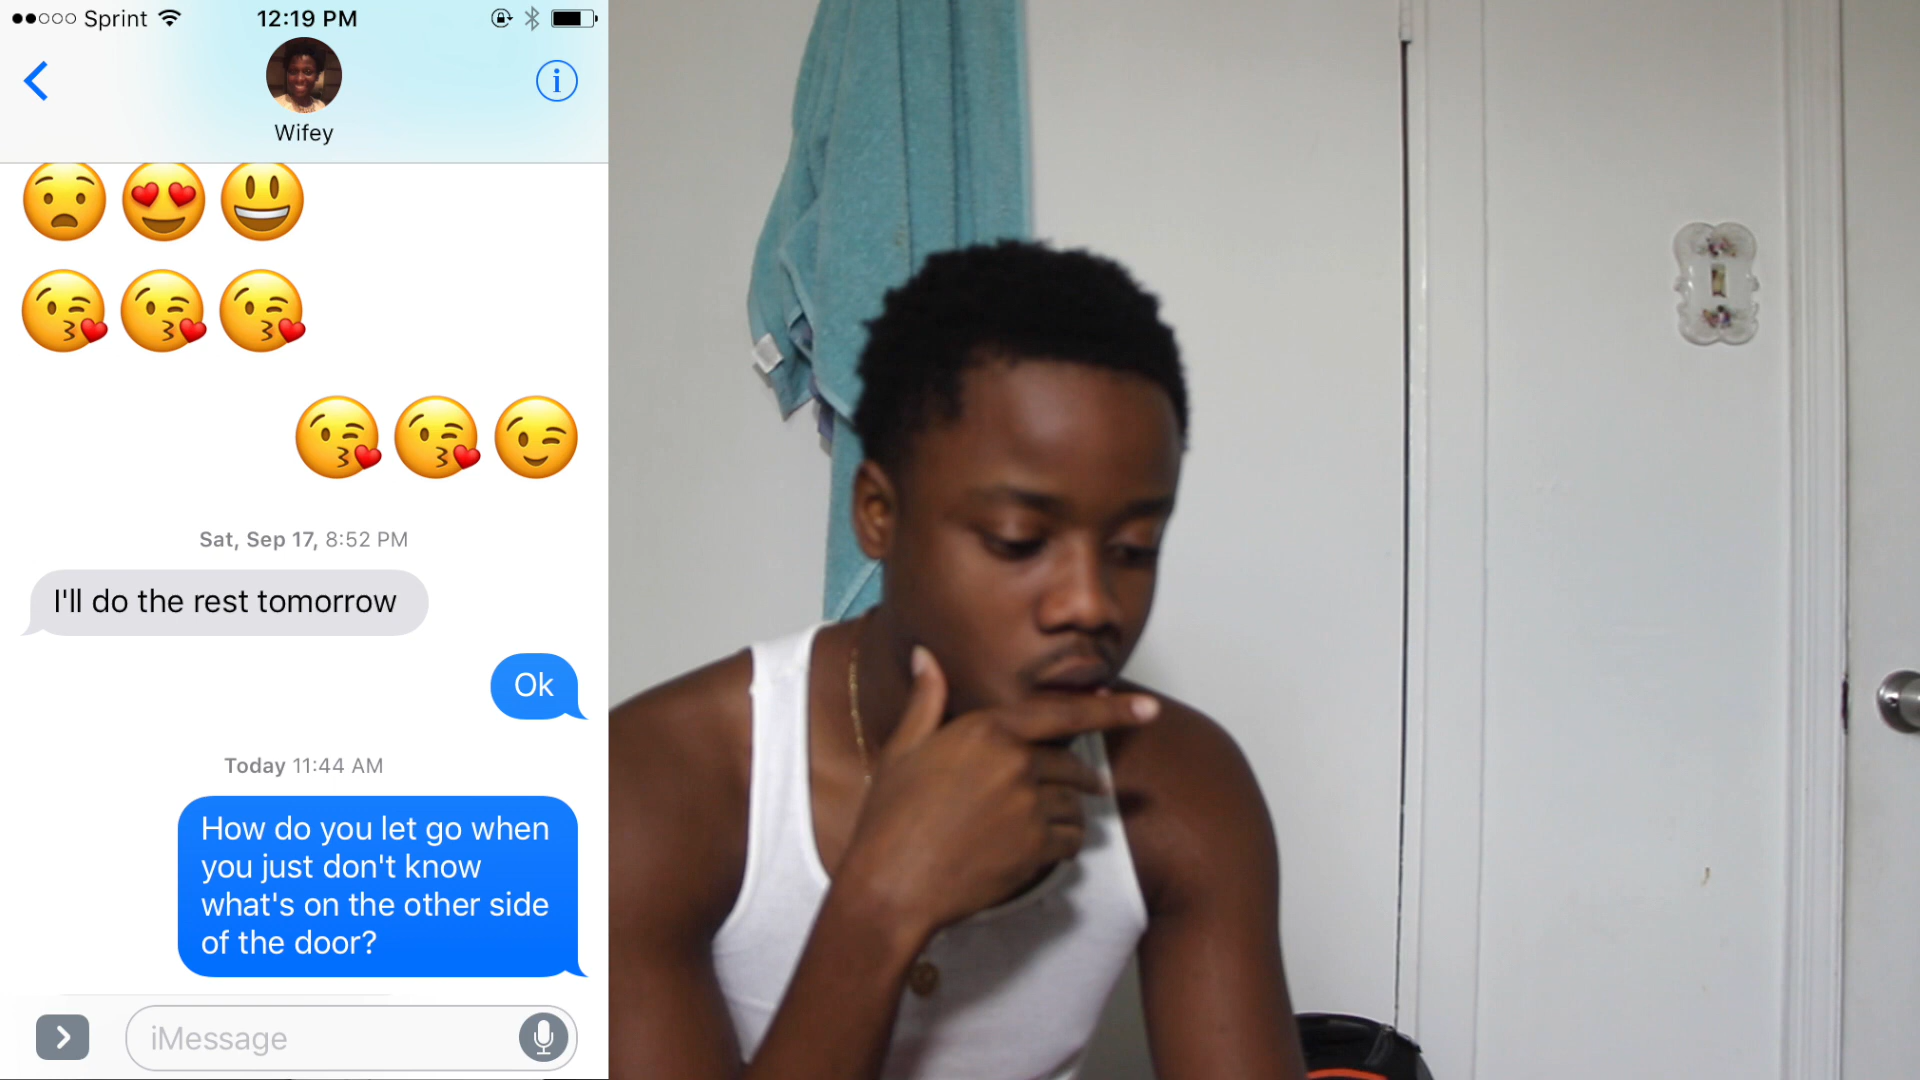 Sprint 12:19 PM
Wifey
Sat, Sep 17, 8:52 PM
I'll do the rest tomorrow
Ok
Today 11:44 AM
How do you let go when
you just don't know
what's on the other side
of the door?
iMessage